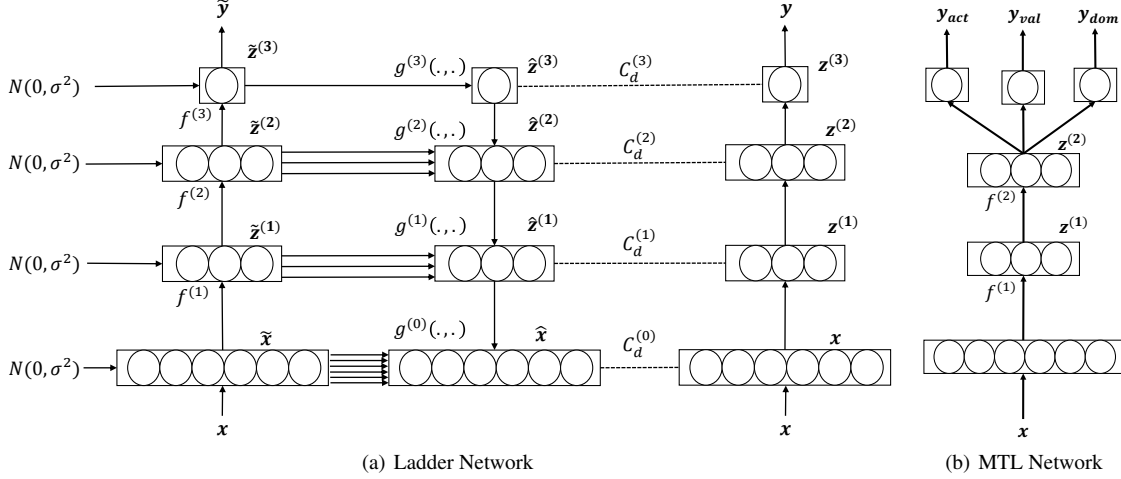 ỹ
y
y_act
y_val
y_dom
z̃^(3)
g^(3)(.,.)
ẑ^(3)
C_d^(3)
z^(3)
N(0, σ²)
f^(3)
z̃^(2)
g^(2)(.,.)
ẑ^(2)
C_d^(2)
z^(2)
z^(2)
N(0, σ²)
f^(2)
f^(2)
z̃^(1)
g^(1)(.,.)
ẑ^(1)
C_d^(1)
z^(1)
z^(1)
N(0, σ²)
f^(1)
f^(1)
x̃
g^(0)(.,.)
x̂
C_d^(0)
x
N(0, σ²)
x
x
x
(a) Ladder Network
(b) MTL Network